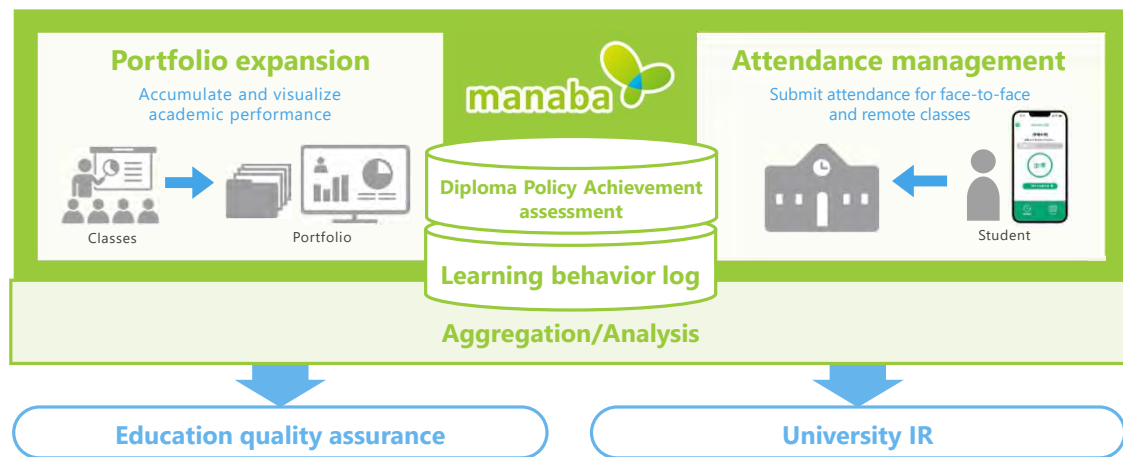 Portfolio expansion
Accumulate and visualize
academic performance
Classes
Portfolio
manaba
Diploma Policy Achievement
assessment
Learning behavior log
Attendance management
Submit attendance for face-to-face
and remote classes
Student
Aggregation/Analysis
Education quality assurance
University IR